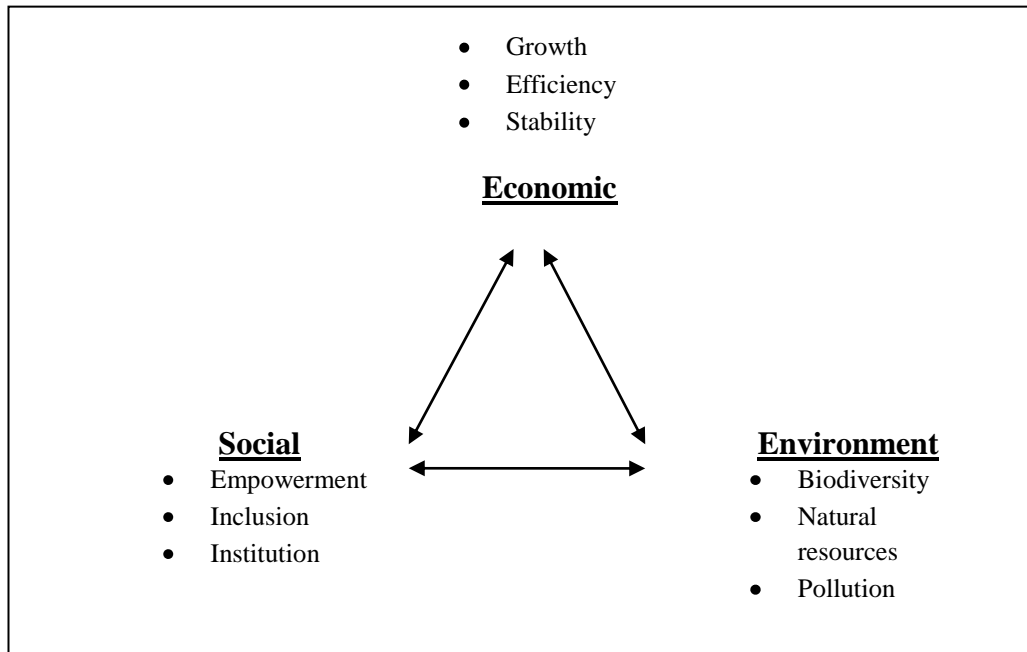 • Growth
• Efficiency
• Stability
Economic
Social
• Empowerment
• Inclusion
• Institution
Environment
• Biodiversity
• Natural
resources
• Pollution